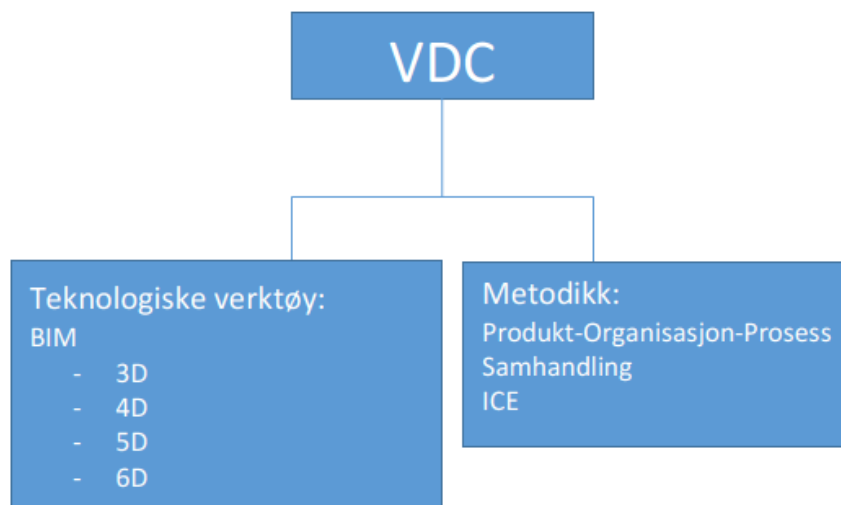 VDC
Teknologiske verktøy:
BIM
- 3D
- 4D
- 5D
- 6D
Metodikk:
Produkt-Organisasjon-Prosess
Samhandling
ICE